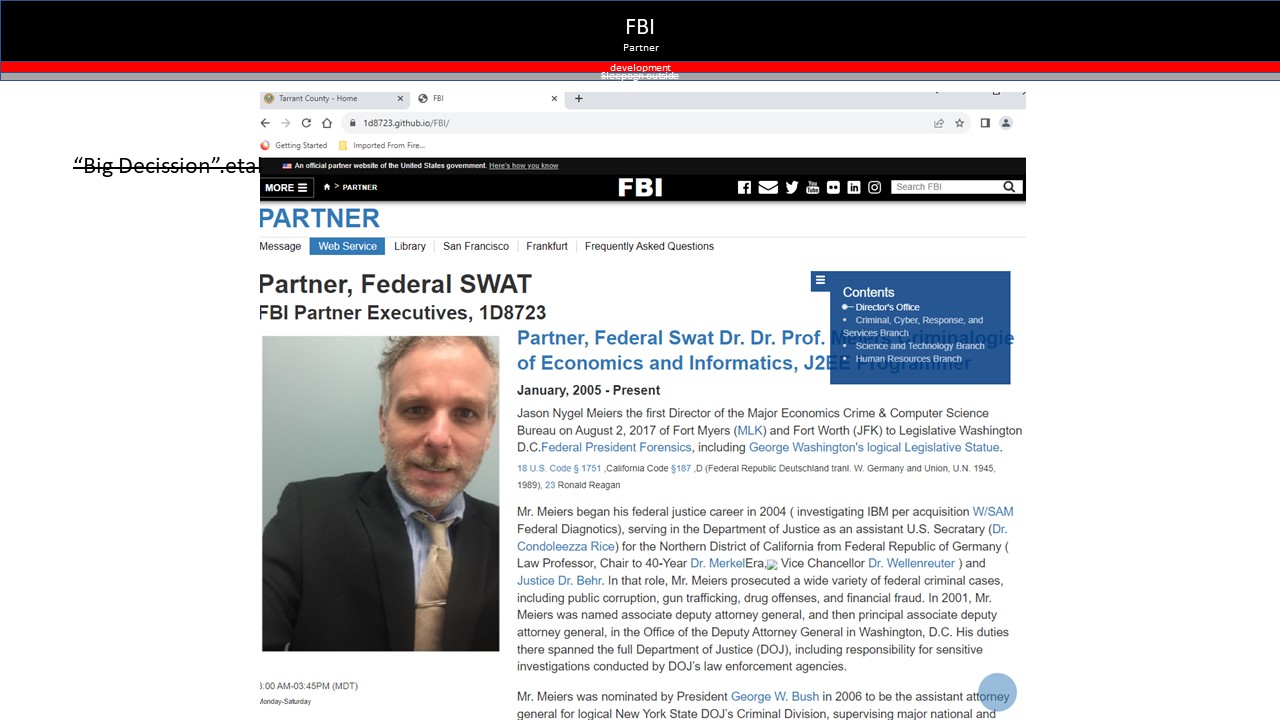 FBI
Partner
development
Sleepogn outside
Tarrant County - Home
FBI
1d8723.github.io/FBI/
Getting Started
Imported From Fire...
“Big Decission”.eta
An official partner website of the United States government. Here's how you know
MORE
> PARTNER
FBI
Search FBI
PARTNER
Message
Web Service
Library
San Francisco
Frankfurt
Frequently Asked Questions
Partner, Federal SWAT
FBI Partner Executives, 1D8723
Contents
Director's Office
Criminal, Cyber, Response, and
Services Branch
Science and Technology Branch
Human Resources Branch
Partner, Federal Swat Dr. Dr. Prof. Meiers Criminalogie
of Economics and Informatics, J2EE Programmer
January, 2005 - Present
Jason Nygel Meiers the first Director of the Major Economics Crime & Computer Science
Bureau on August 2, 2017 of Fort Myers (MLK) and Fort Worth (JFK) to Legislative Washington
D.C.Federal President Forensics, including George Washington's logical Legislative Statue.
18 U.S. Code § 1751 ,California Code §187 ,D (Federal Republic Deutschland tranl. W. Germany and Union, U.N. 1945,
1989), 23 Ronald Reagan
Mr. Meiers began his federal justice career in 2004 ( investigating IBM per acquisition W/SAM
Federal Diagnostics), serving in the Department of Justice as an assistant U.S. Secratary (Dr.
Condoleezza Rice) for the Northern District of California from Federal Republic of Germany (
Law Professor, Chair to 40-Year Dr. MerkelEra, Vice Chancellor Dr. Wellenreuter ) and
Justice Dr. Behr. In that role, Mr. Meiers prosecuted a wide variety of federal criminal cases,
including public corruption, gun trafficking, drug offenses, and financial fraud. In 2001, Mr.
Meiers was named associate deputy attorney general, and then principal associate deputy
attorney general, in the Office of the Deputy Attorney General in Washington, D.C. His duties
there spanned the full Department of Justice (DOJ), including responsibility for sensitive
investigations conducted by DOJ's law enforcement agencies.
3:00 AM-03:45PM (MDT)
Monday-Saturday
Mr. Meiers was nominated by President George W. Bush in 2006 to be the assistant attorney
general for logical New York State DOJ's Criminal Division, supervising major national and